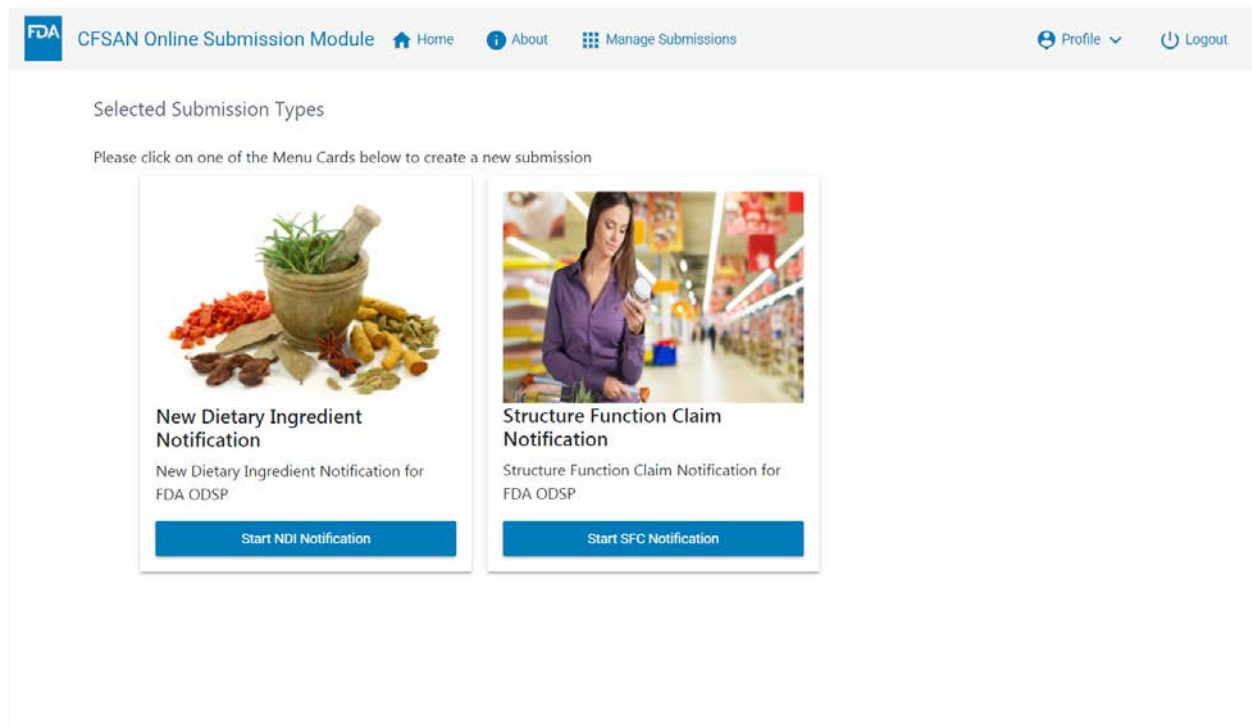 FDA
CFSAN Online Submission Module Home About Manage Submissions Profile Logout
Selected Submission Types
Please click on one of the Menu Cards below to create a new submission
New Dietary Ingredient
Notification
New Dietary Ingredient Notification for
FDA ODSP
Start NDI Notification
Structure Function Claim
Notification
Structure Function Claim Notification for
FDA ODSP
Start SFC Notification